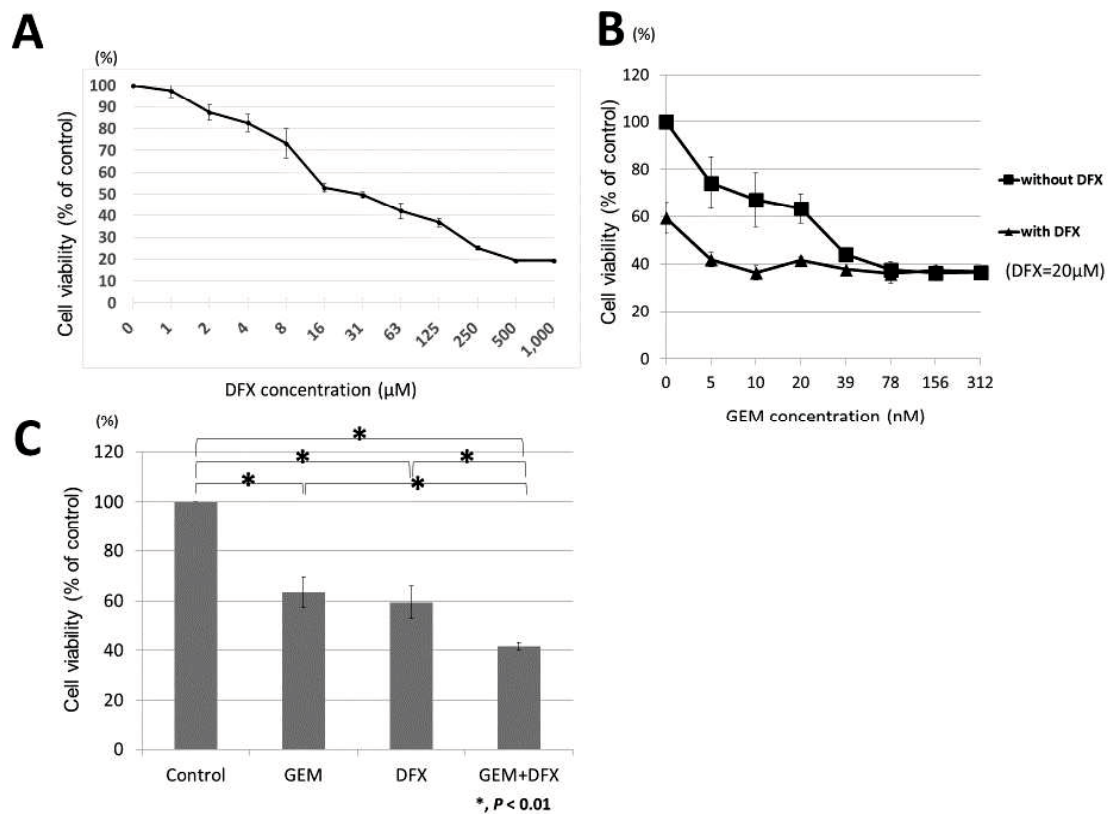 A
(%)
Cell viability (% of control)
100
90
80
70
60
50
40
30
20
10
0
0 1 2 4 8 16 31 63 125 250 500 1,000
DFX concentration (μM)
B
(%)
Cell viability (% of control)
120
100
80
60
40
20
0
0 5 10 20 39 78 156 312
GEM concentration (nM)
without DFX
with DFX
(DFX=20μM)
C
(%)
Cell viability (% of control)
120
100
80
60
40
20
0
* 
* *
* *
Control GEM DFX GEM+DFX
*, P < 0.01